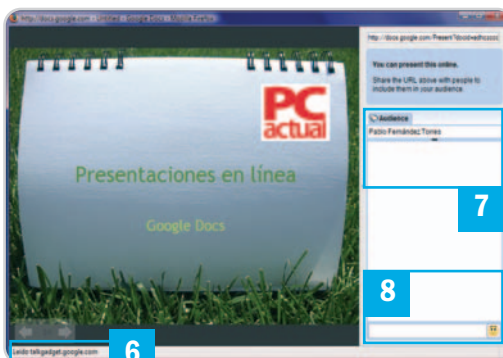 http://docs.google.com - Untitled - Google Docs - Mozilla Firefox
http://docs.google.com/Present?docid=
You can present this online.
Share the URL above with people to
include them in your audience.
Audience
Pablo Fernández Torres
PC
actual
Presentaciones en línea
Google Docs
7
8
Leído talkgadget.google.com
6